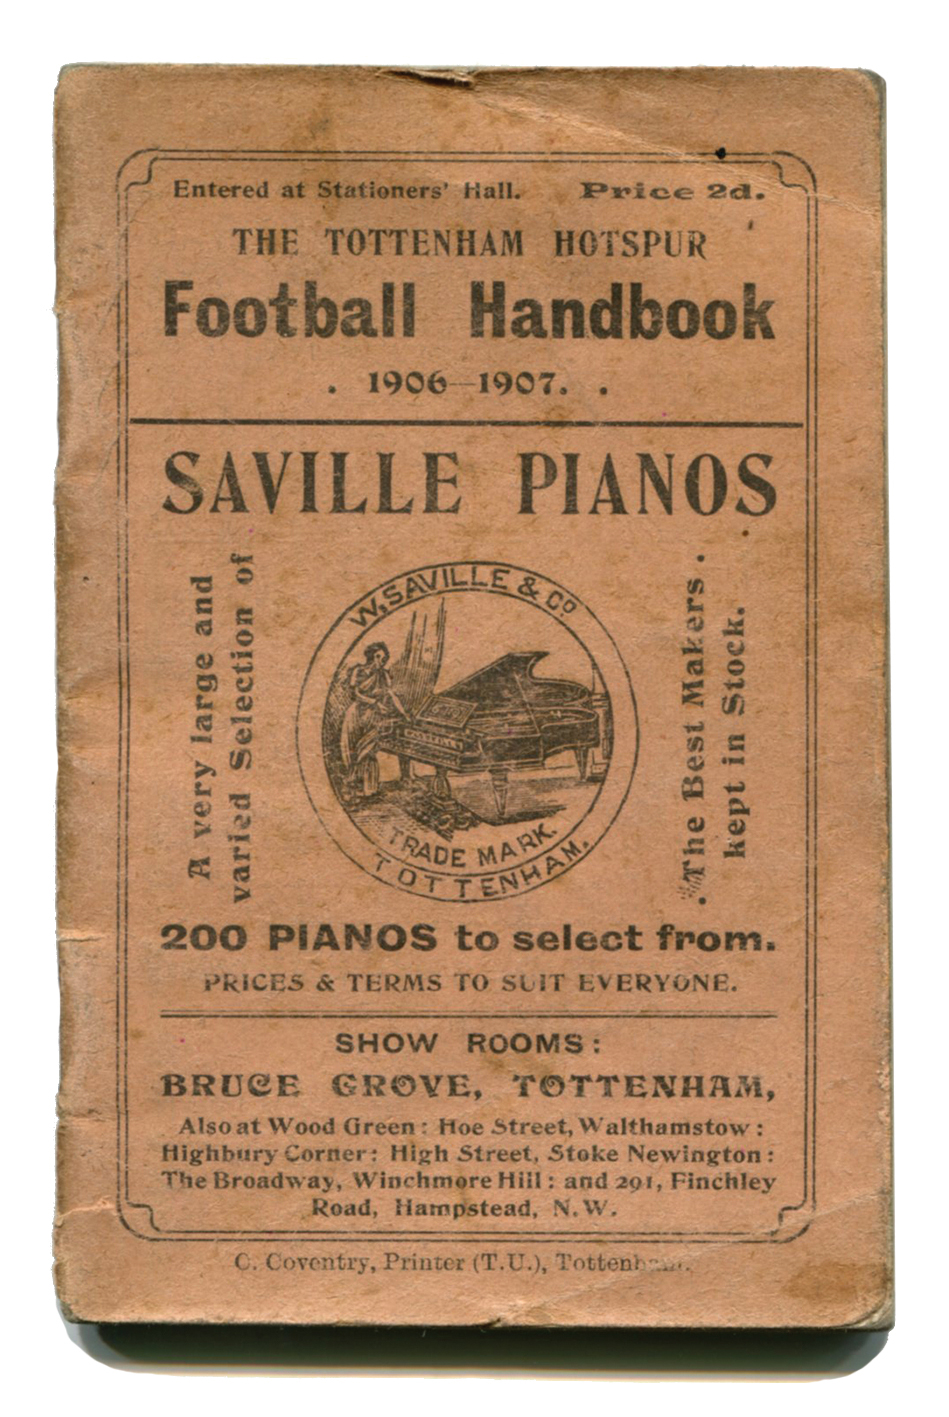 Entered at Stationers' Hall. Price 2d.
THE TOTTENHAM HOTSPUR
Football Handbook
. 1906—1907. .
SAVILLE PIANOS
A very large and
varied Selection of
W. SAVILLE & CO
TRADE MARK.
TOTTENHAM.
. The Best Makers .
kept in Stock.
200 PIANOS to select from.
PRICES & TERMS TO SUIT EVERYONE.
SHOW ROOMS:
BRUCE GROVE, TOTTENHAM,
Also at Wood Green: Hoe Street, Walthamstow:
Highbury Corner: High Street, Stoke Newington:
The Broadway, Winchmore Hill: and 291, Finchley
Road, Hampstead, N.W.
C. Coventry, Printer (T.U.), Tottenham.